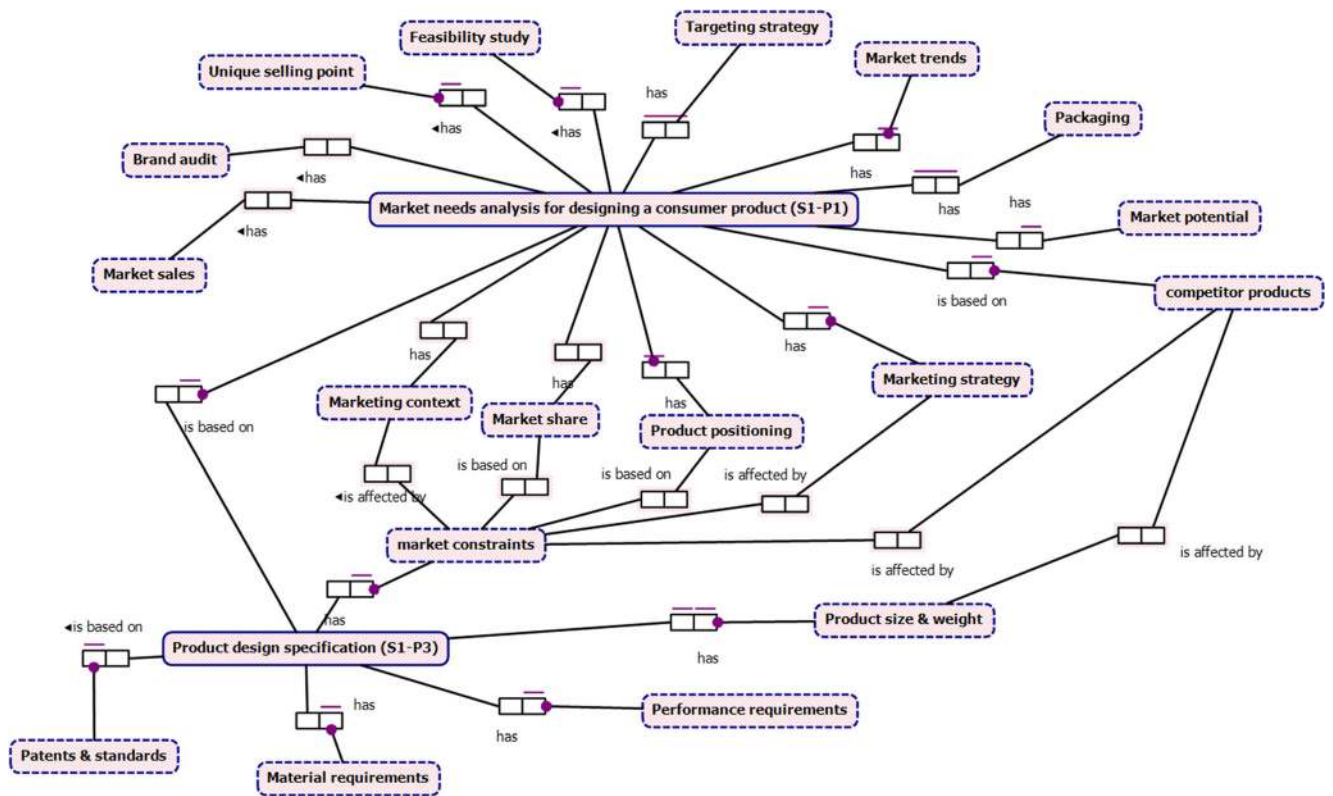 Targeting strategy
Feasibility study
Market trends
Unique selling point
has
Packaging
◄has
◄has
Brand audit
has
has
has
◄has
Market needs analysis for designing a consumer product (S1-P1)
Market potential
◄has
Market sales
competitor products
is based on
has
has
has
Marketing strategy
Marketing context
has
Market share
is based on
Product positioning
is based on
is based on
is affected by
◄is affected by
market constraints
is affected by
is affected by
has
Product size & weight
◄is based on
Product design specification (S1-P3)
has
has
Performance requirements
has
Patents & standards
Material requirements